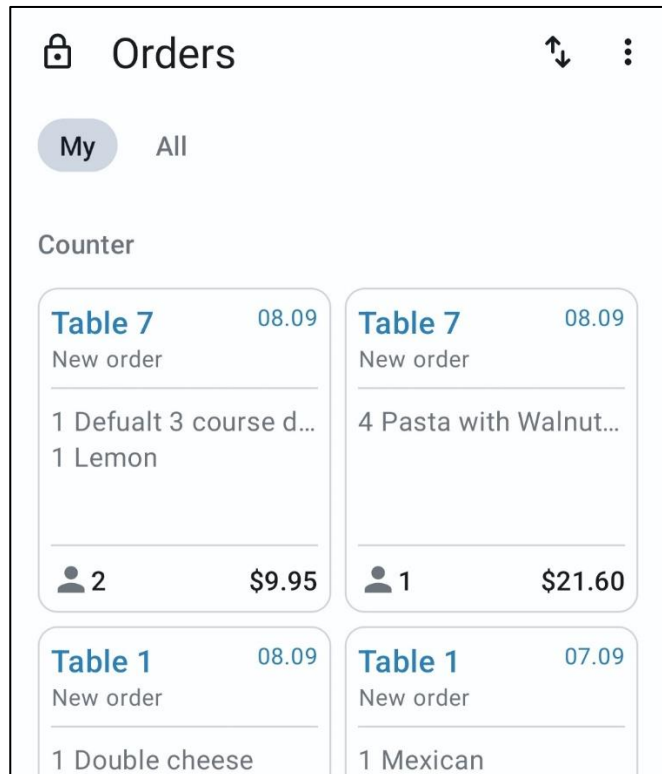 Orders
My All
Counter
Table 7 08.09
New order
1 Defualt 3 course d...
1 Lemon
2 $9.95
Table 7 08.09
New order
4 Pasta with Walnut...
1 $21.60
Table 1 08.09
New order
1 Double cheese
Table 1 07.09
New order
1 Mexican